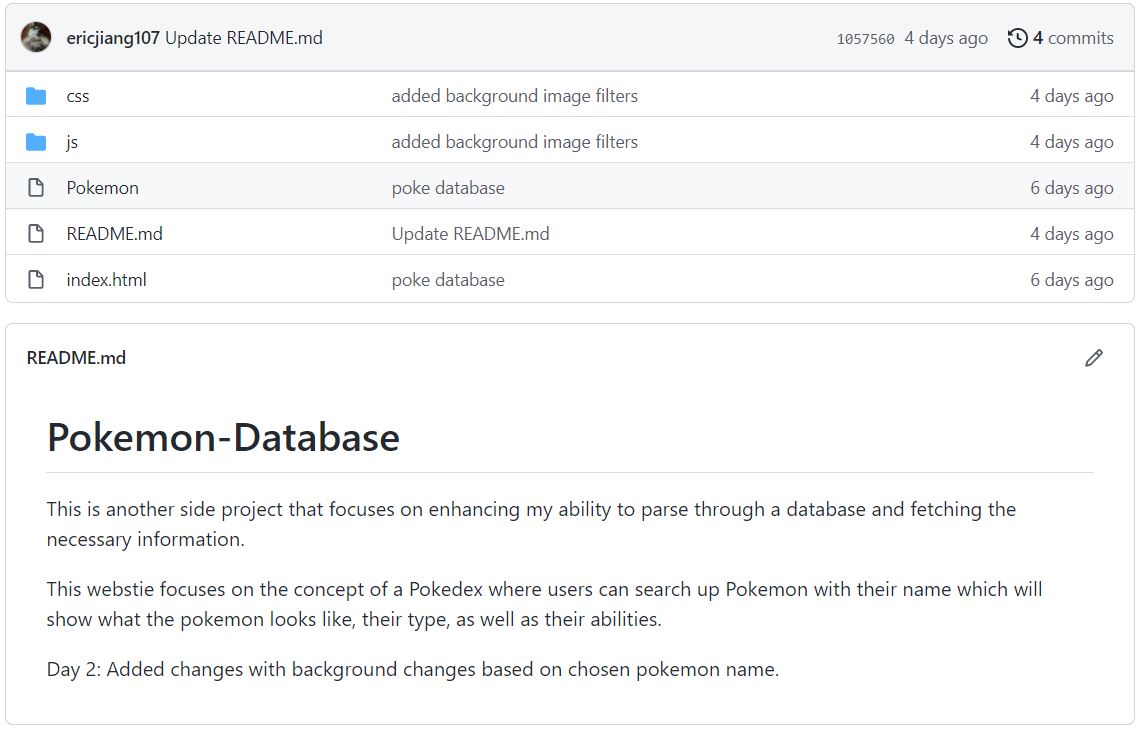 ericjiang107 Update README.md 1057560 4 days ago 4 commits
css added background image filters 4 days ago
js added background image filters 4 days ago
Pokemon poke database 6 days ago
README.md Update README.md 4 days ago
index.html poke database 6 days ago
README.md
Pokemon-Database
This is another side project that focuses on enhancing my ability to parse through a database and fetching the
necessary information.
This webstie focuses on the concept of a Pokedex where users can search up Pokemon with their name which will
show what the pokemon looks like, their type, as well as their abilities.
Day 2: Added changes with background changes based on chosen pokemon name.